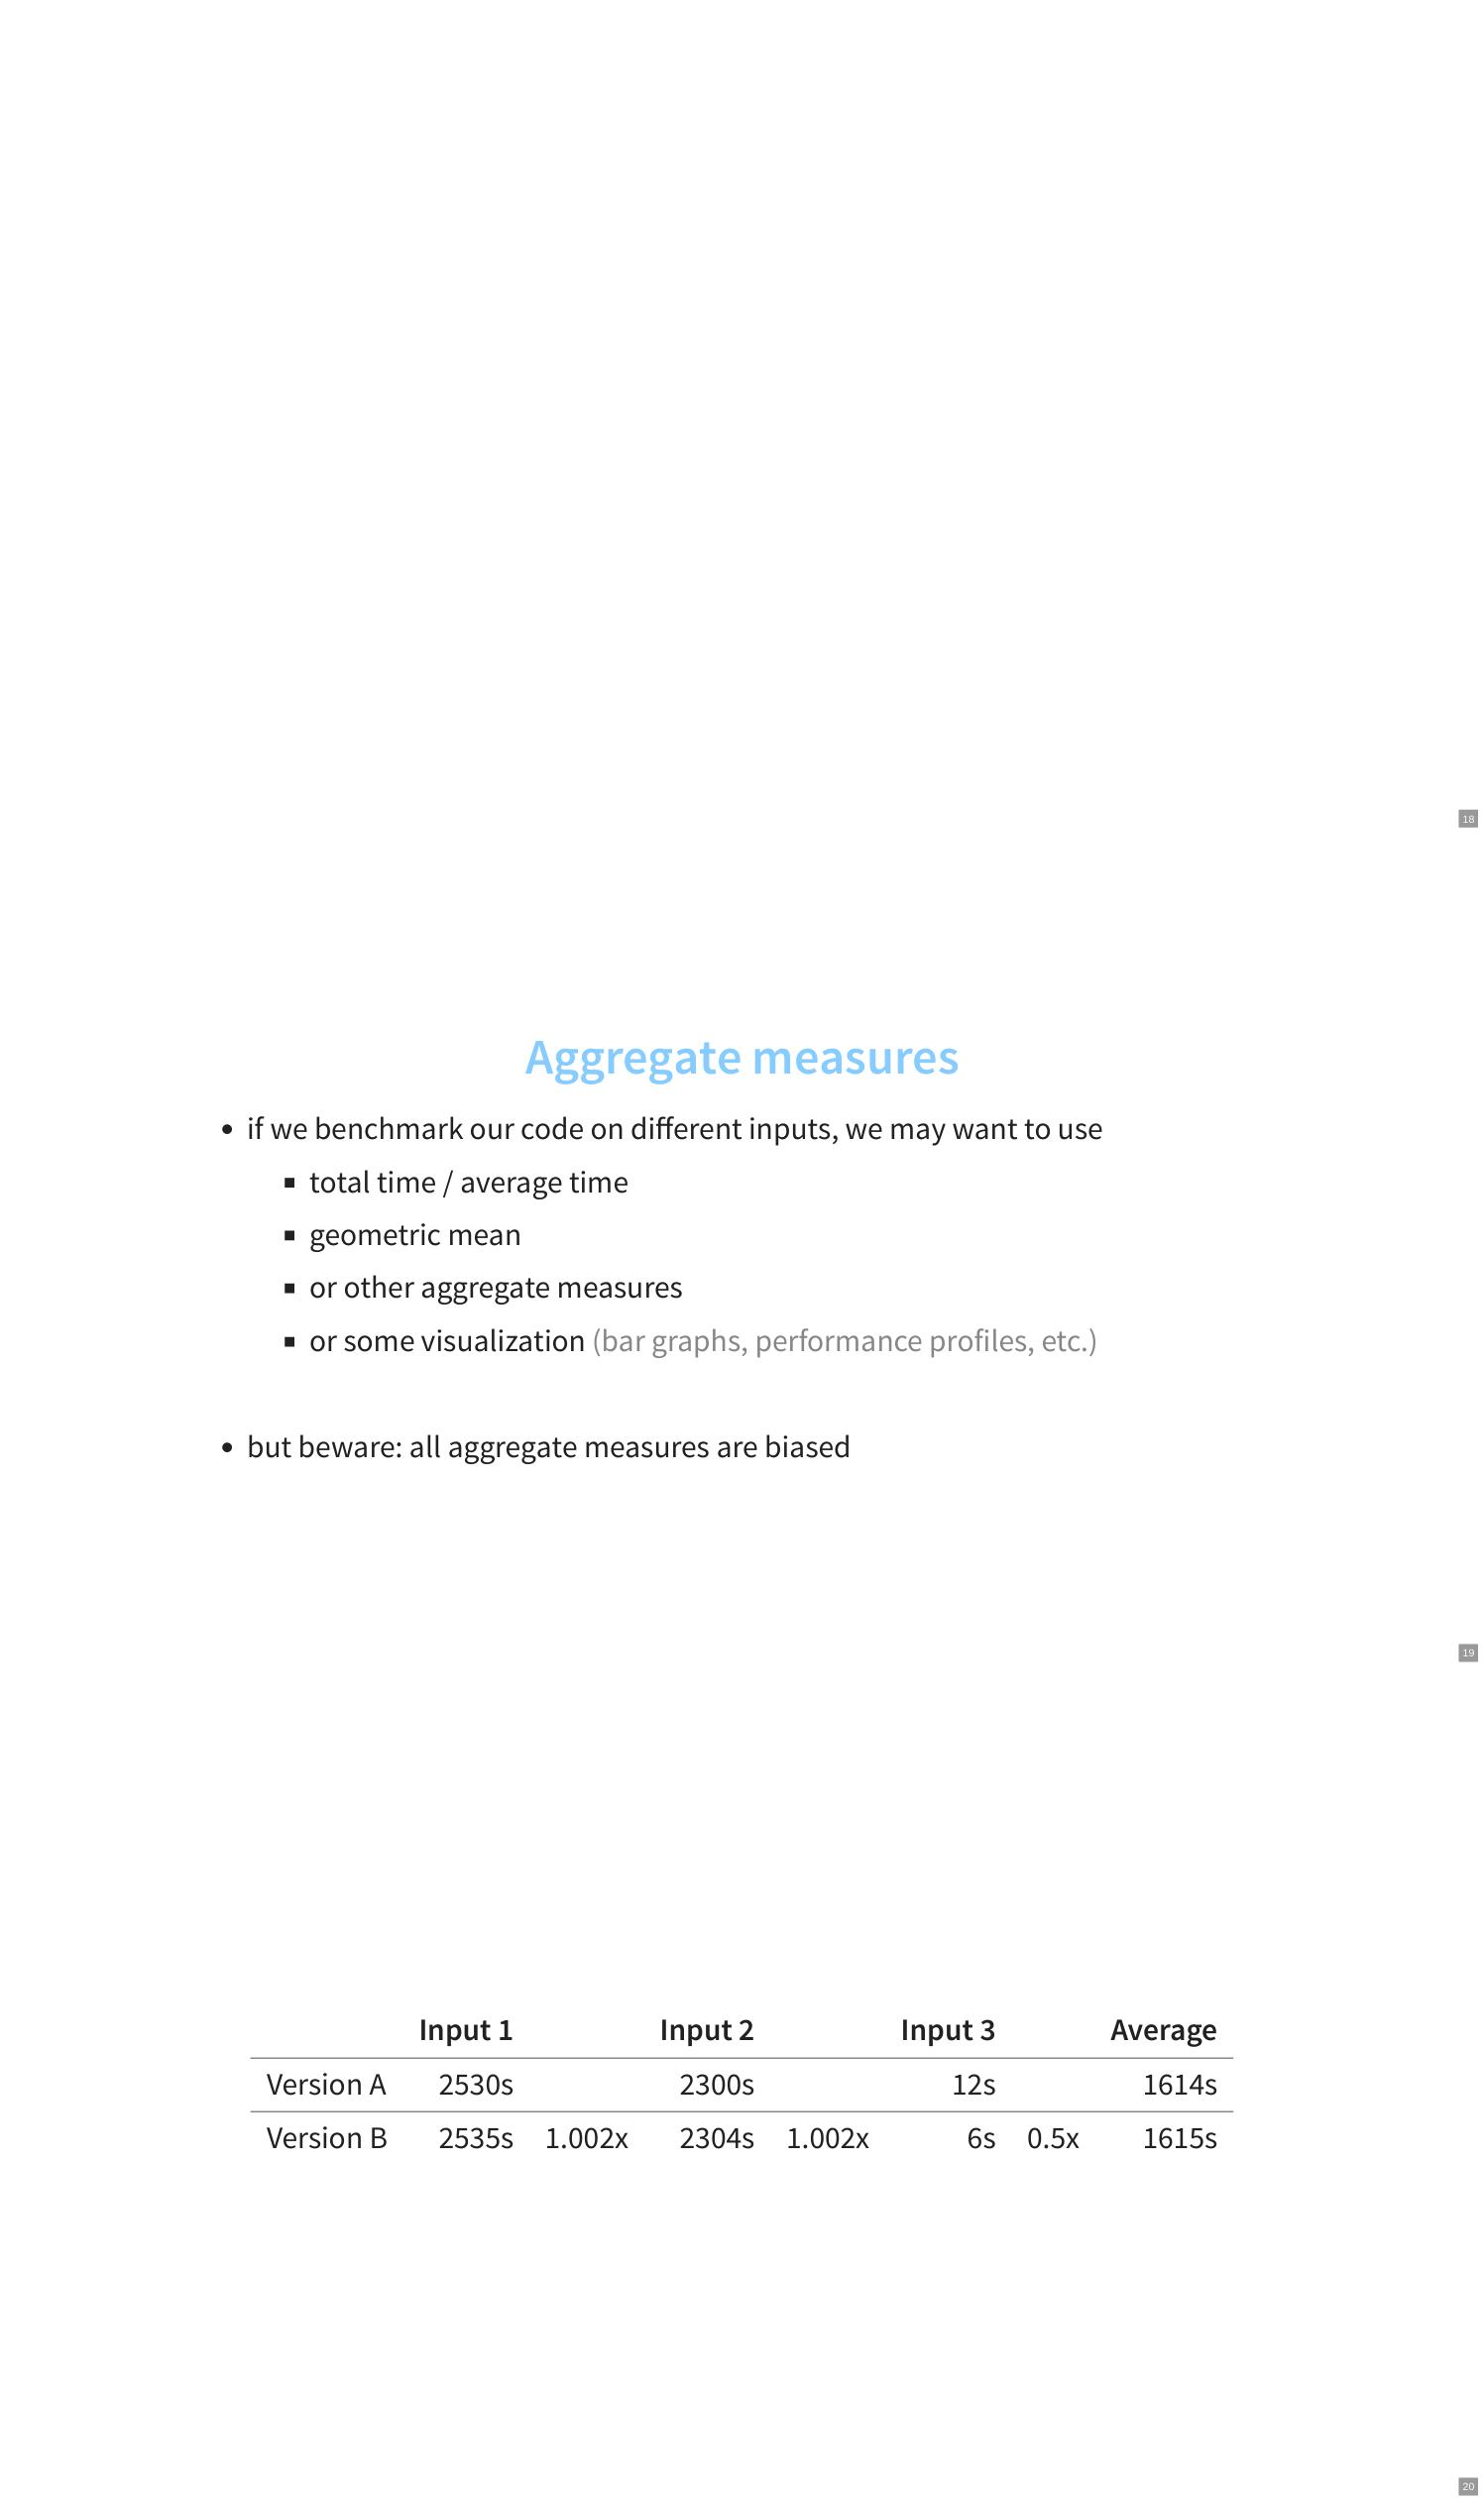 18
Aggregate measures
• if we benchmark our code on different inputs, we may want to use
▪ total time / average time
▪ geometric mean
▪ or other aggregate measures
▪ or some visualization (bar graphs, performance profiles, etc.)
• but beware: all aggregate measures are biased
19
Input 1 Input 2 Input 3 Average
Version A 2530s 2300s 12s 1614s
Version B 2535s 1.002x 2304s 1.002x 6s 0.5x 1615s
20